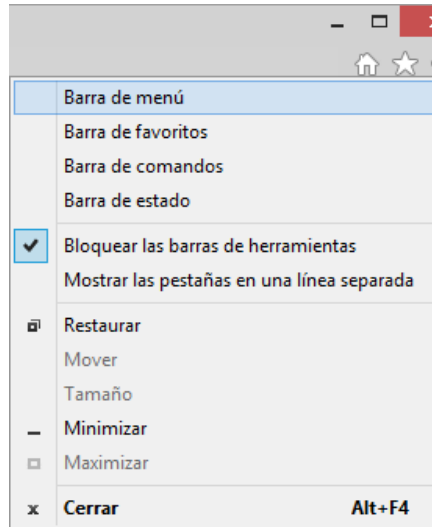 Barra de menú
Barra de favoritos
Barra de comandos
Barra de estado
Bloquear las barras de herramientas
Mostrar las pestañas en una línea separada
Restaurar
Mover
Tamaño
Minimizar
Maximizar
Cerrar Alt+F4